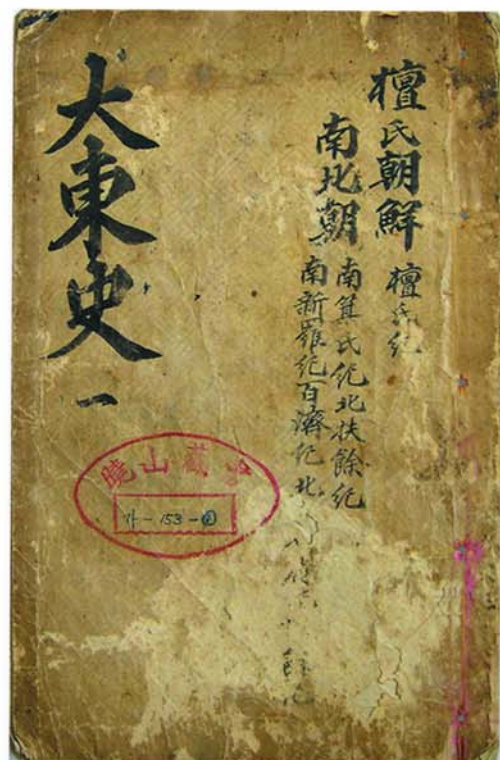 檀氏朝鮮 檀氏紀
南北朝 南箕氏紀北扶餘紀
南新羅紀百濟紀北
大東史 一
曉山藏
가-153-